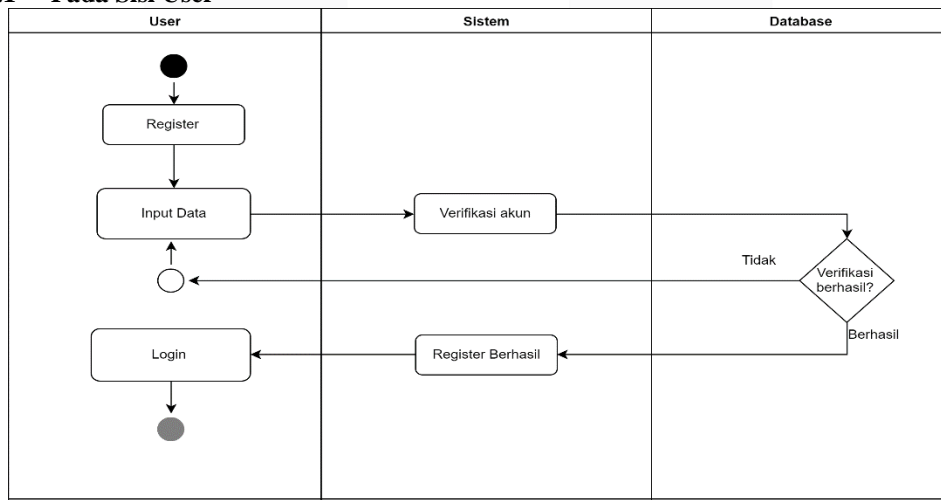 Pada Sisi User
User
Sistem
Database
Register
Input Data
Verifikasi akun
Tidak
Verifikasi
berhasil?
Berhasil
Login
Register Berhasil